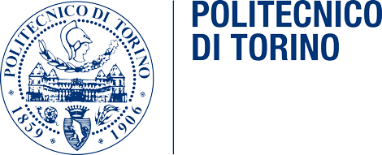 POLITECNICO DI TORINO
1859
1906
POLITECNICO
DI TORINO